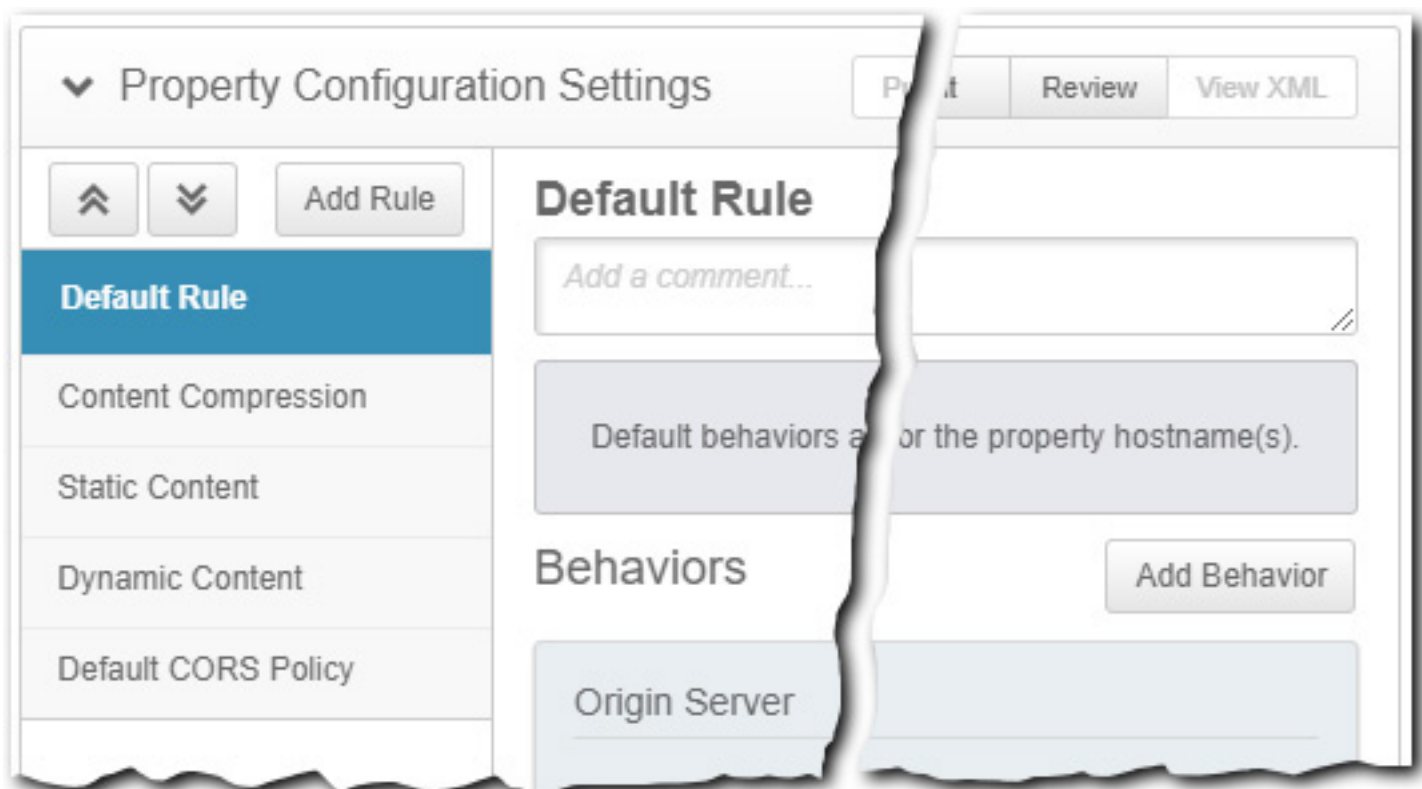 Property Configuration Settings
Review
View XML
Add Rule
Default Rule
Content Compression
Static Content
Dynamic Content
Default CORS Policy
Default Rule
Add a comment...
Default behaviors the property hostname(s).
Behaviors
Add Behavior
Origin Server